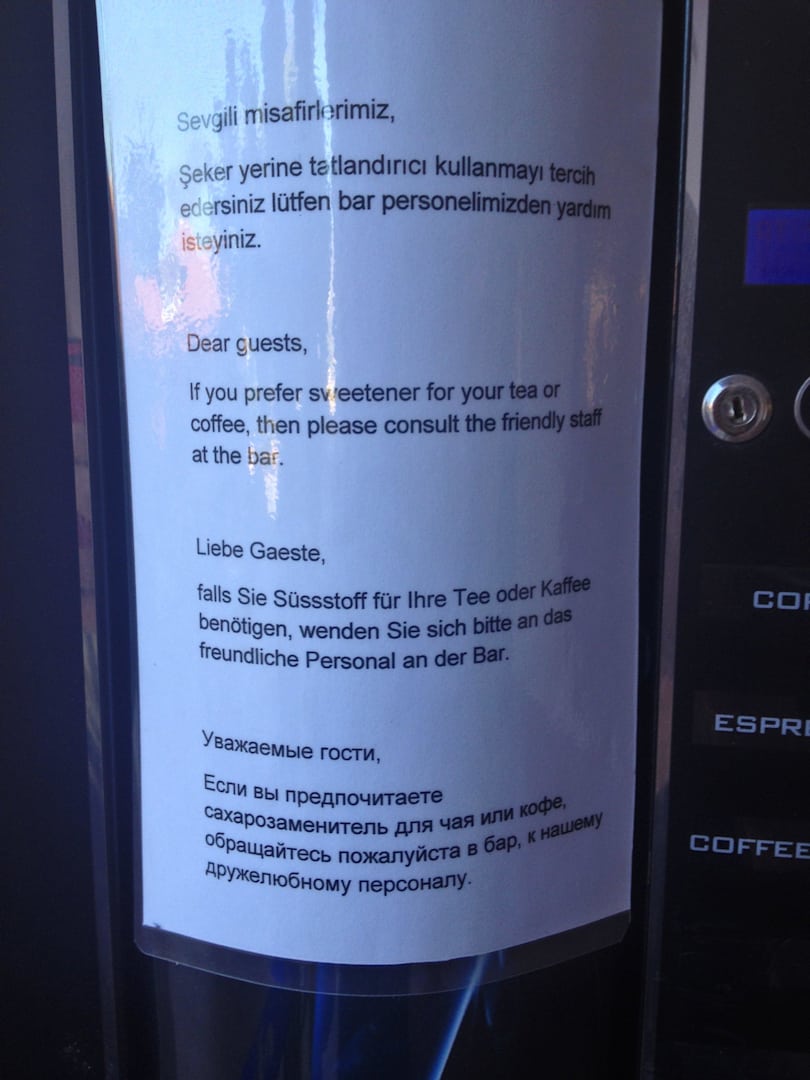 Sevgili misafirlerimiz,
Şeker yerine tatlandırıcı kullanmayı tercih
edersiniz lütfen bar personelimizden yardım
isteyiniz.
Dear guests,
If you prefer sweetener for your tea or
coffee, then please consult the friendly staff
at the bar.
Liebe Gaeste,
falls Sie Süssstoff für Ihre Tee oder Kaffee
benötigen, wenden Sie sich bitte an das
freundliche Personal an der Bar.
Уважаемые гости,
Если вы предпочитаете
сахарозаменитель для чая или кофе,
обращайтесь пожалуйста в бар, к нашему
дружелюбному персоналу.
COF
ESPRE
COFFEE